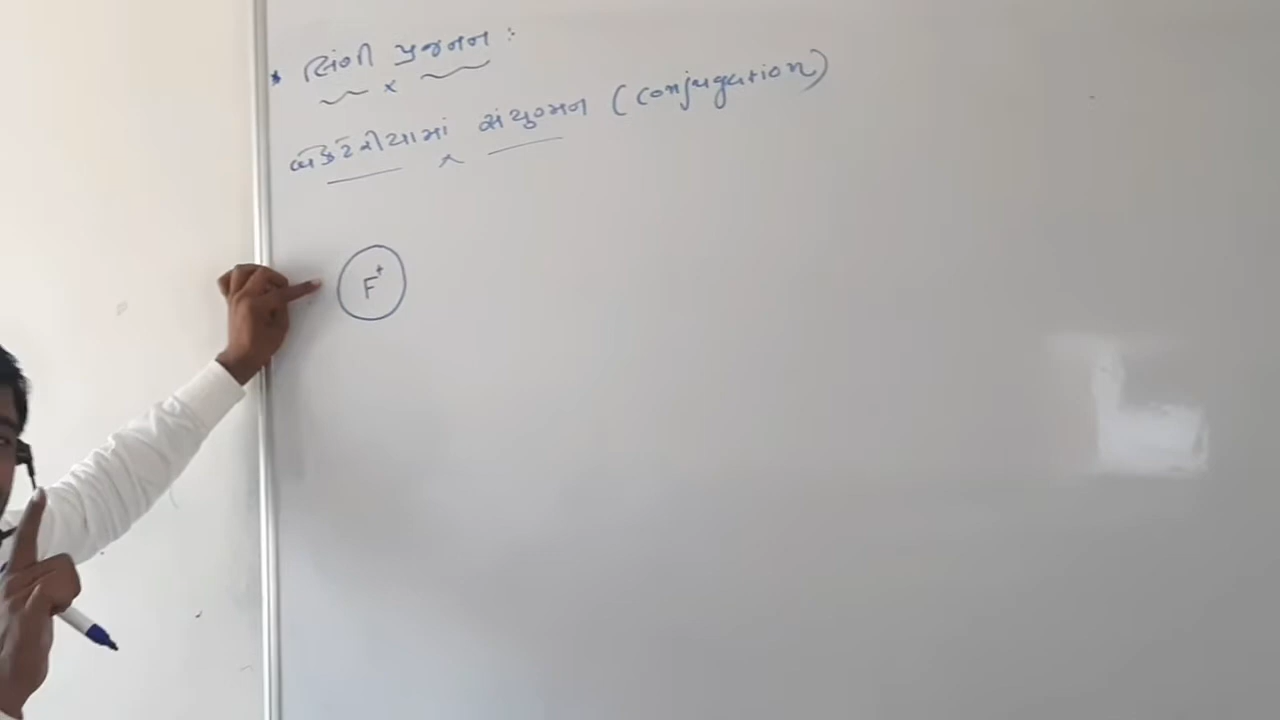 * લિંગી પ્રજનન :
બેક્ટેરીયામાં સંયુગ્મન (conjugation)
F⁺